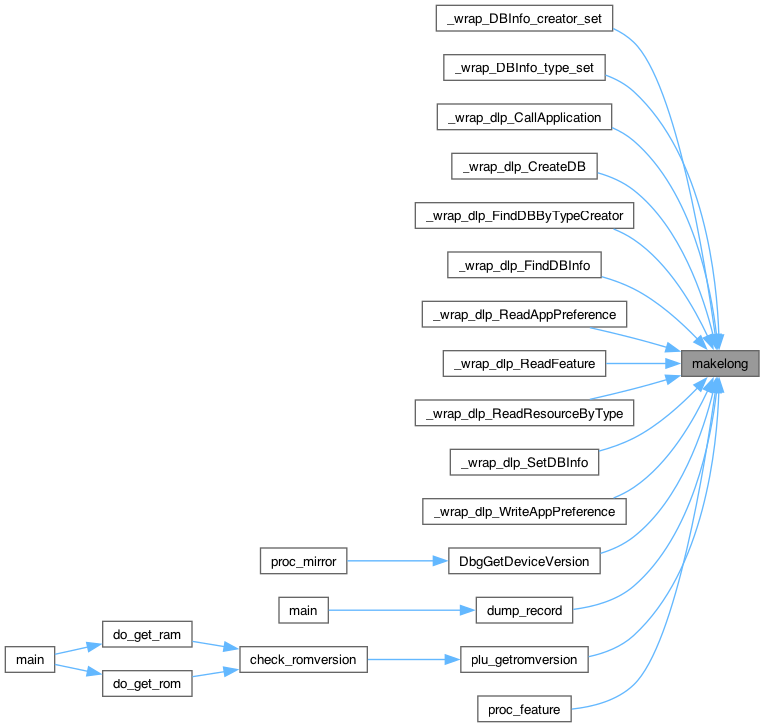 _wrap_DBInfo_creator_set
_wrap_DBInfo_type_set
_wrap_dlp_CallApplication
_wrap_dlp_CreateDB
_wrap_dlp_FindDBByTypeCreator
_wrap_dlp_FindDBInfo
_wrap_dlp_ReadAppPreference
makelong
_wrap_dlp_ReadFeature
_wrap_dlp_ReadResourceByType
_wrap_dlp_SetDBInfo
_wrap_dlp_WriteAppPreference
proc_mirror
DbgGetDeviceVersion
main
dump_record
do_get_ram
main
check_romversion
plu_getromversion
do_get_rom
proc_feature